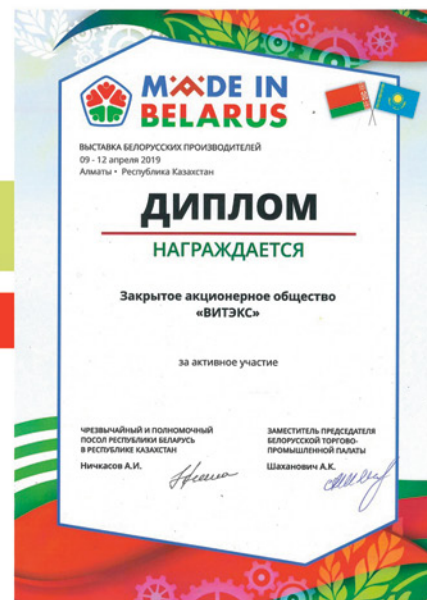 MADE IN
BELARUS
ВЫСТАВКА БЕЛОРУССКИХ ПРОИЗВОДИТЕЛЕЙ
09 - 12 апреля 2019
Алматы • Республика Казахстан
ДИПЛОМ
НАГРАЖДАЕТСЯ
Закрытое акционерное общество
«ВИТЭКС»
за активное участие
ЧРЕЗВЫЧАЙНЫЙ И ПОЛНОМОЧНЫЙ
ПОСОЛ РЕСПУБЛИКИ БЕЛАРУСЬ
В РЕСПУБЛИКЕ КАЗАХСТАН
Ничкасов А.И.
ЗАМЕСТИТЕЛЬ ПРЕДСЕДАТЕЛЯ
БЕЛОРУССКОЙ ТОРГОВО-
ПРОМЫШЛЕННОЙ ПАЛАТЫ
Шаханович А.К.